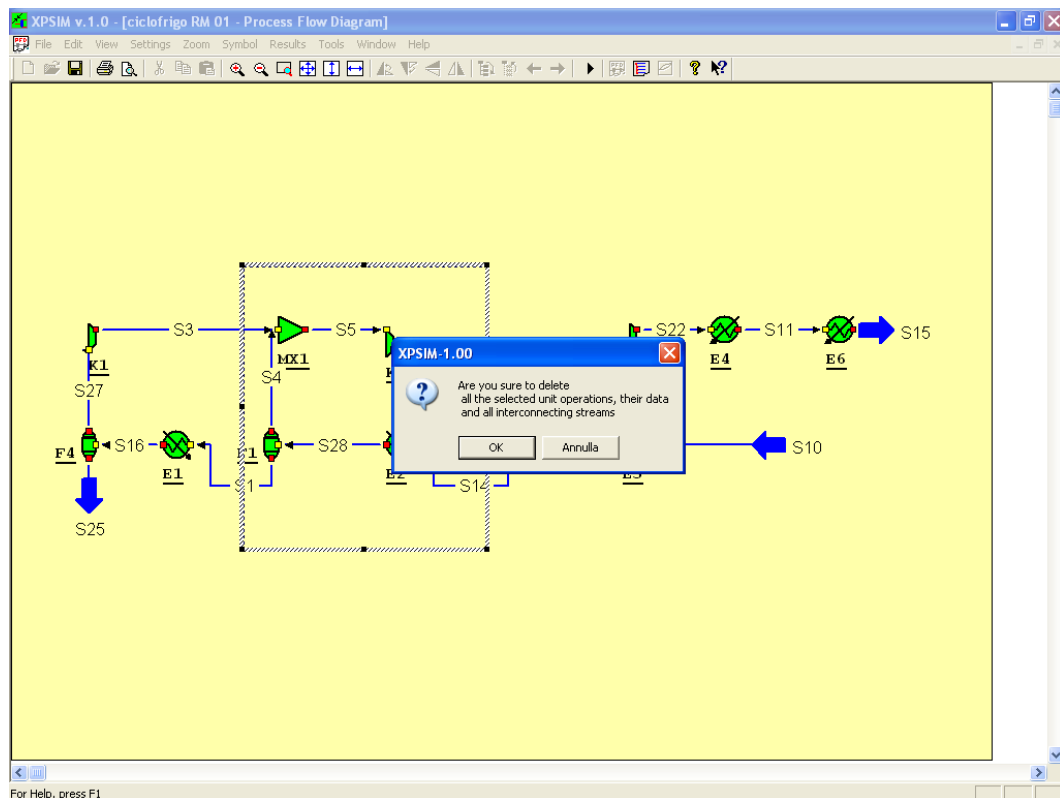 XPSIM v.1.0 - [ciclofrigo RM 01 - Process Flow Diagram]
File Edit View Settings Zoom Symbol Results Tools Window Help
S3
S5
S22
S11
S15
K1
MX1
E4
E6
S27
S4
XPSIM-1.00
Are you sure to delete
all the selected unit operations, their data
and all interconnecting streams
OK Annulla
F4
S16
S28
S10
E1
S1
E2
S14
S25
For Help, press F1